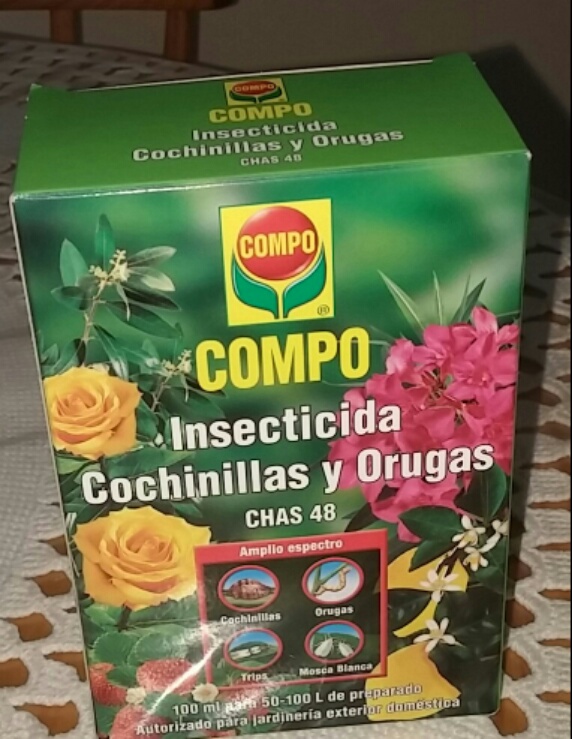 COMPO
COMPO
Insecticida
Cochinillas y Orugas
CHAS 48
COMPO
®
COMPO
Insecticida
Cochinillas y Orugas
CHAS 48
Amplio espectro
Cochinillas
Orugas
Trips
Mosca Blanca
100 ml para 50-100 L de preparado
Autorizado para jardinería exterior doméstica